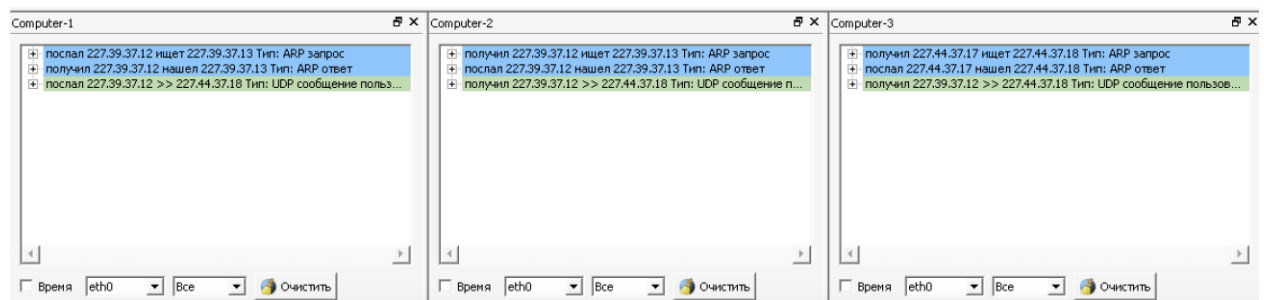 Computer-1
послал 227.39.37.12 ищет 227.39.37.13 Тип: ARP запрос
получил 227.39.37.12 нашел 227.39.37.13 Тип: ARP ответ
послал 227.39.37.12 >> 227.44.37.18 Тип: UDP сообщение польз...
Время eth0 Все Очистить
Computer-2
получил 227.39.37.12 ищет 227.39.37.13 Тип: ARP запрос
послал 227.39.37.12 нашел 227.39.37.13 Тип: ARP ответ
получил 227.39.37.12 >> 227.44.37.18 Тип: UDP сообщение п...
Время eth0 Все Очистить
Computer-3
получил 227.44.37.17 ищет 227.44.37.18 Тип: ARP запрос
послал 227.44.37.17 нашел 227.44.37.18 Тип: ARP ответ
получил 227.39.37.12 >> 227.44.37.18 Тип: UDP сообщение пользов...
Время eth0 Все Очистить